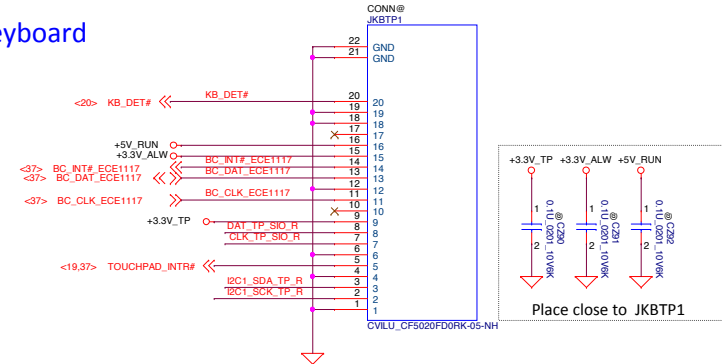 eyboard
CONN@
JKBTP1
22 GND
21 GND
<20> KB_DET# KB_DET# 20 20
19 19
18 18
17 17
+5V_RUN 16 16
+3.3V_ALW 15 15
<37> BC_INT#_ECE1117 BC_INT#_ECE1117 14 14
<37> BC_DAT_ECE1117 BC_DAT_ECE1117 13 13
12 12
<37> BC_CLK_ECE1117 BC_CLK_ECE1117 11 11
10 10
+3.3V_TP 9 9
DAT_TP_SIO_R 8 8
CLK_TP_SIO_R 7 7
6 6
<19,37> TOUCHPAD_INTR# 5 5
4 4
I2C1_SDA_TP_R 3 3
I2C1_SCK_TP_R 2 2
1 1
CVILU_CF5020FD0RK-05-NH
+3.3V_TP +3.3V_ALW +5V_RUN
1 2 0.1U_0201_10V6K @ CZ90
1 2 0.1U_0201_10V6K @ CZ91
1 2 0.1U_0201_10V6K @ CZ92
Place close to JKBTP1